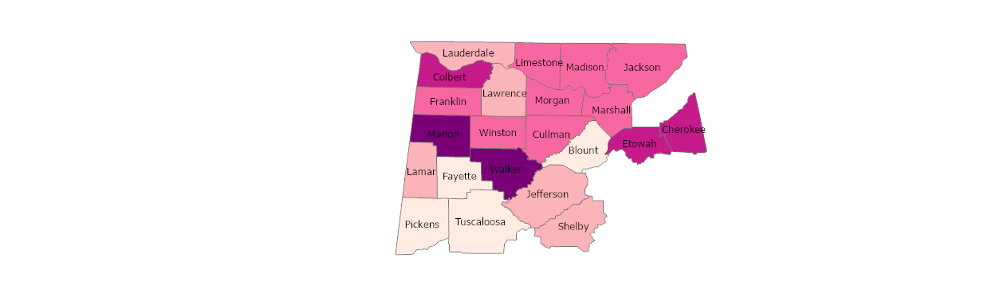 Lauderdale
Limestone
Madison
Jackson
Colbert
Lawrence
Franklin
Morgan
Marshall
Cherokee
Marion
Winston
Cullman
Etowah
Blount
Lamar
Fayette
Walker
Jefferson
Pickens
Tuscaloosa
Shelby